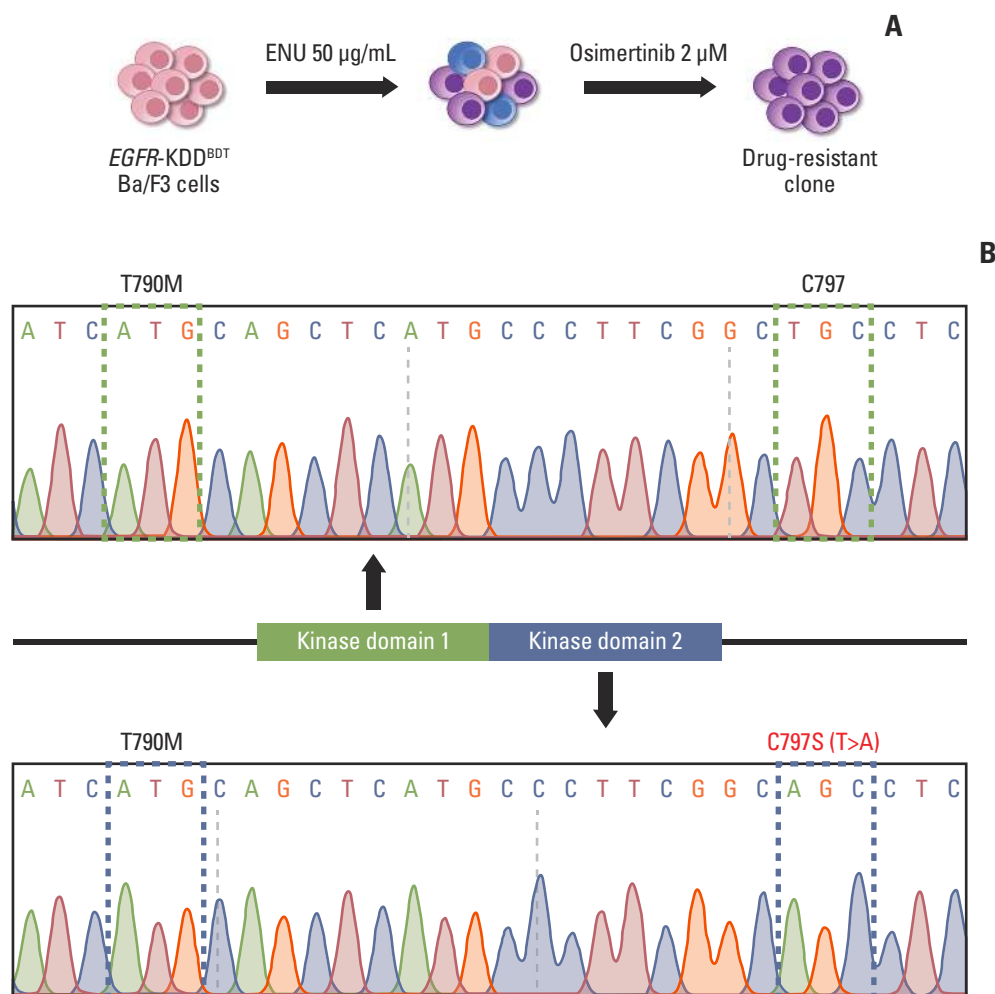 A
ENU 50 µg/mL
Osimertinib 2 µM
EGFR-KDDᴮᴰᵀ
Ba/F3 cells
Drug-resistant
clone
B
T790M
C797
A T C A T G C A G C T C A T G C C C T T C G G C T G C C T C
Kinase domain 1
Kinase domain 2
T790M
C797S (T>A)
A T C A T G C A G C T C A T G C C C T T C G G C A G C C T C